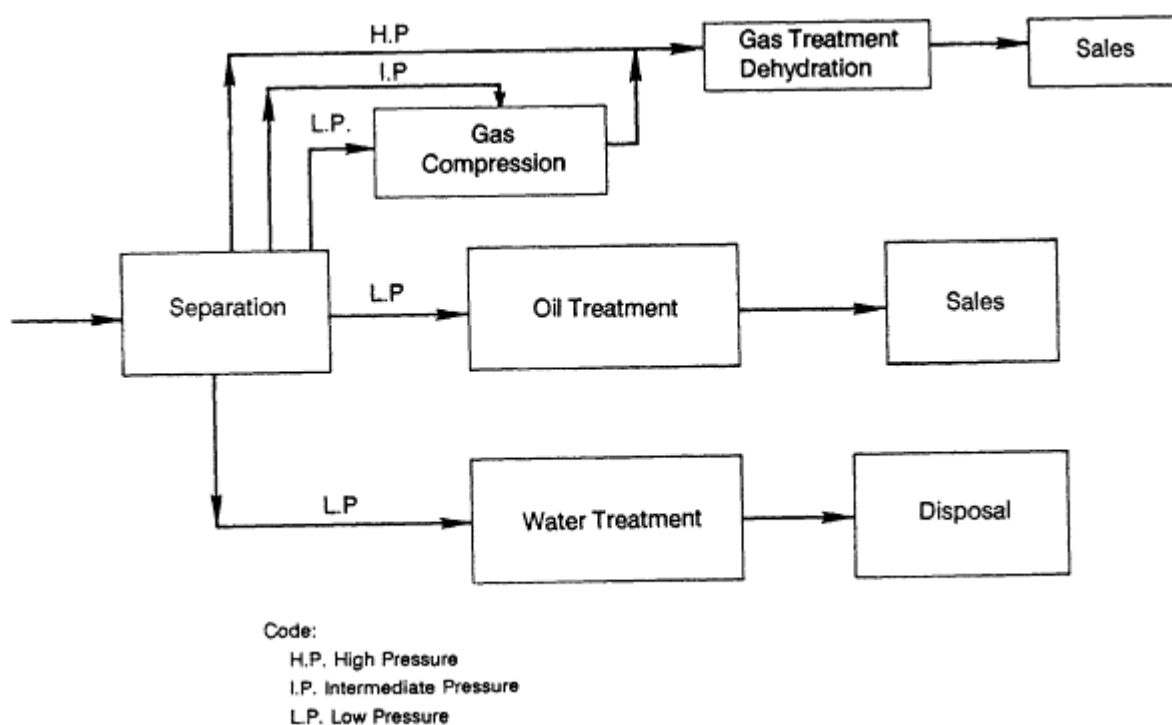 H.P
I.P
L.P.
Gas Treatment
Dehydration
Sales
Gas
Compression
Separation
L.P
Oil Treatment
Sales
L.P
Water Treatment
Disposal
Code:
H.P. High Pressure
I.P. Intermediate Pressure
L.P. Low Pressure